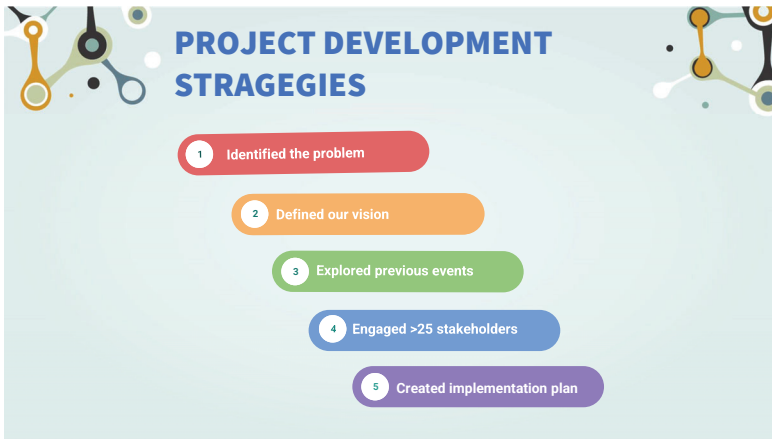 PROJECT DEVELOPMENT
STRAGEGIES
1 Identified the problem
2 Defined our vision
3 Explored previous events
4 Engaged >25 stakeholders
5 Created implementation plan